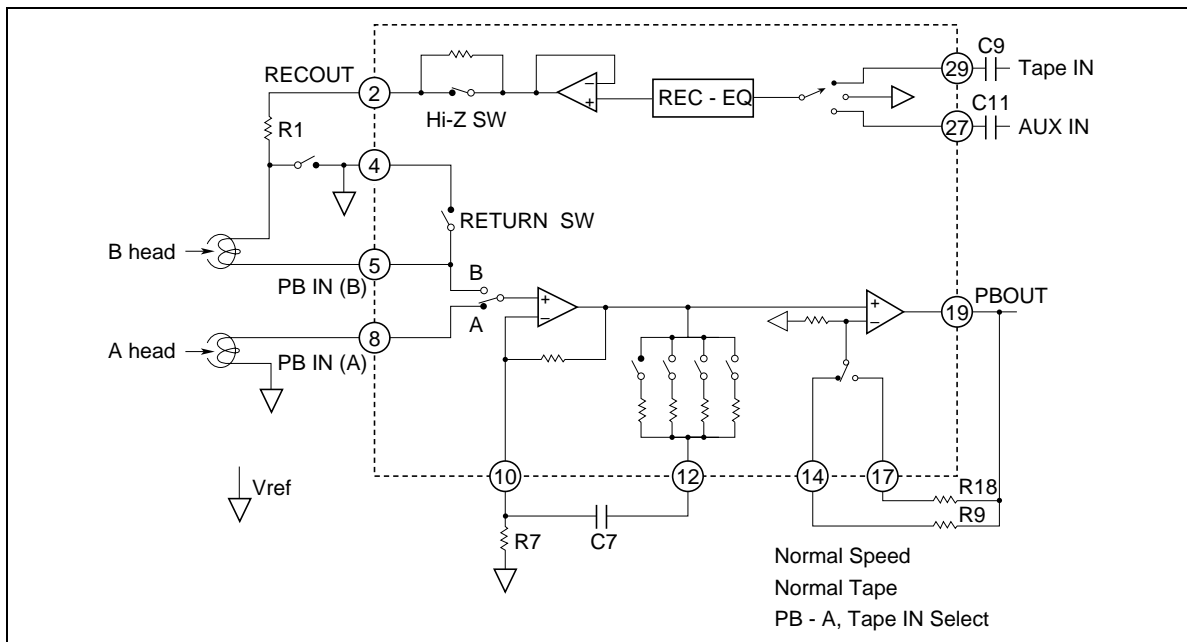 C9
29
Tape IN
RECOUT
2
REC - EQ
Hi-Z SW
C11
27
AUX IN
R1
4
RETURN SW
B head
5
PB IN (B)
B
A
+
−
+
−
+
−
19
PBOUT
A head
8
PB IN (A)
10
12
14
17
Vref
R18
R9
R7
C7
Normal Speed
Normal Tape
PB - A, Tape IN Select